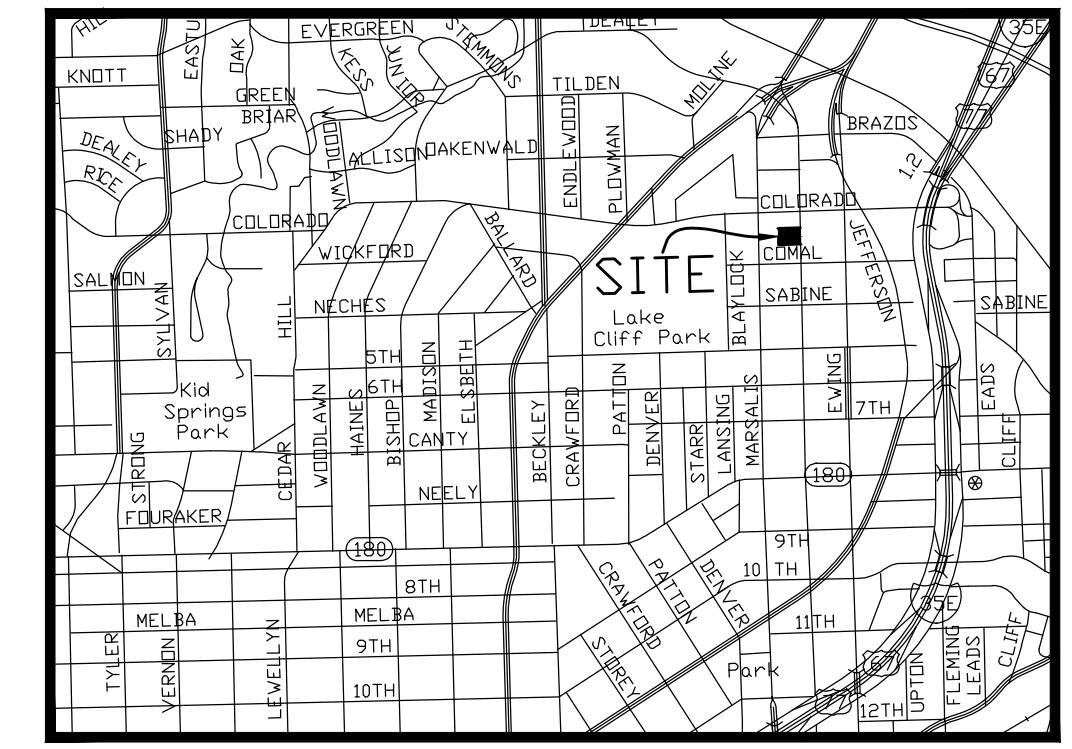 EVERGREEN
DEALEY
35E
EASTUS
OAK
STEMMONS
KNOTT
KESS
JUNIOR
67
TILDEN
MOLINE
GREEN
BRIAR
77
WOODLAWN
SHADY
ENDLEWOOD
PLOWMAN
BRAZOS
DEALEY
ALLISON
OAKENWALD
1.2
RICE
COLORADO
COLORADO
BALLARD
JEFFERSON
WICKFORD
COMAL
SITE
BLAYLOCK
SALMON
SYLVAN
HILL
NECHES
SABINE
SABINE
Lake
Cliff Park
5TH
MADISON
ELSBETH
6TH
PATTON
EWING
EADS
Kid
Springs
Park
WOODLAWN
HAINES
BISHOP
BECKLEY
CRAWFORD
DENVER
STARR
LANSING
MARSALIS
7TH
CANTY
CLIFF
STRONG
CEDAR
180
NEELY
FOURAKER
180
9TH
10 TH
CRAWFORD
PATTON
DENVER
8TH
35E
MELBA
MELBA
11TH
9TH
TYLER
VERNON
LEWELLYN
STOREY
Park
67
UPTON
FLEMING
LEADS
CLIFF
10TH
77
12TH